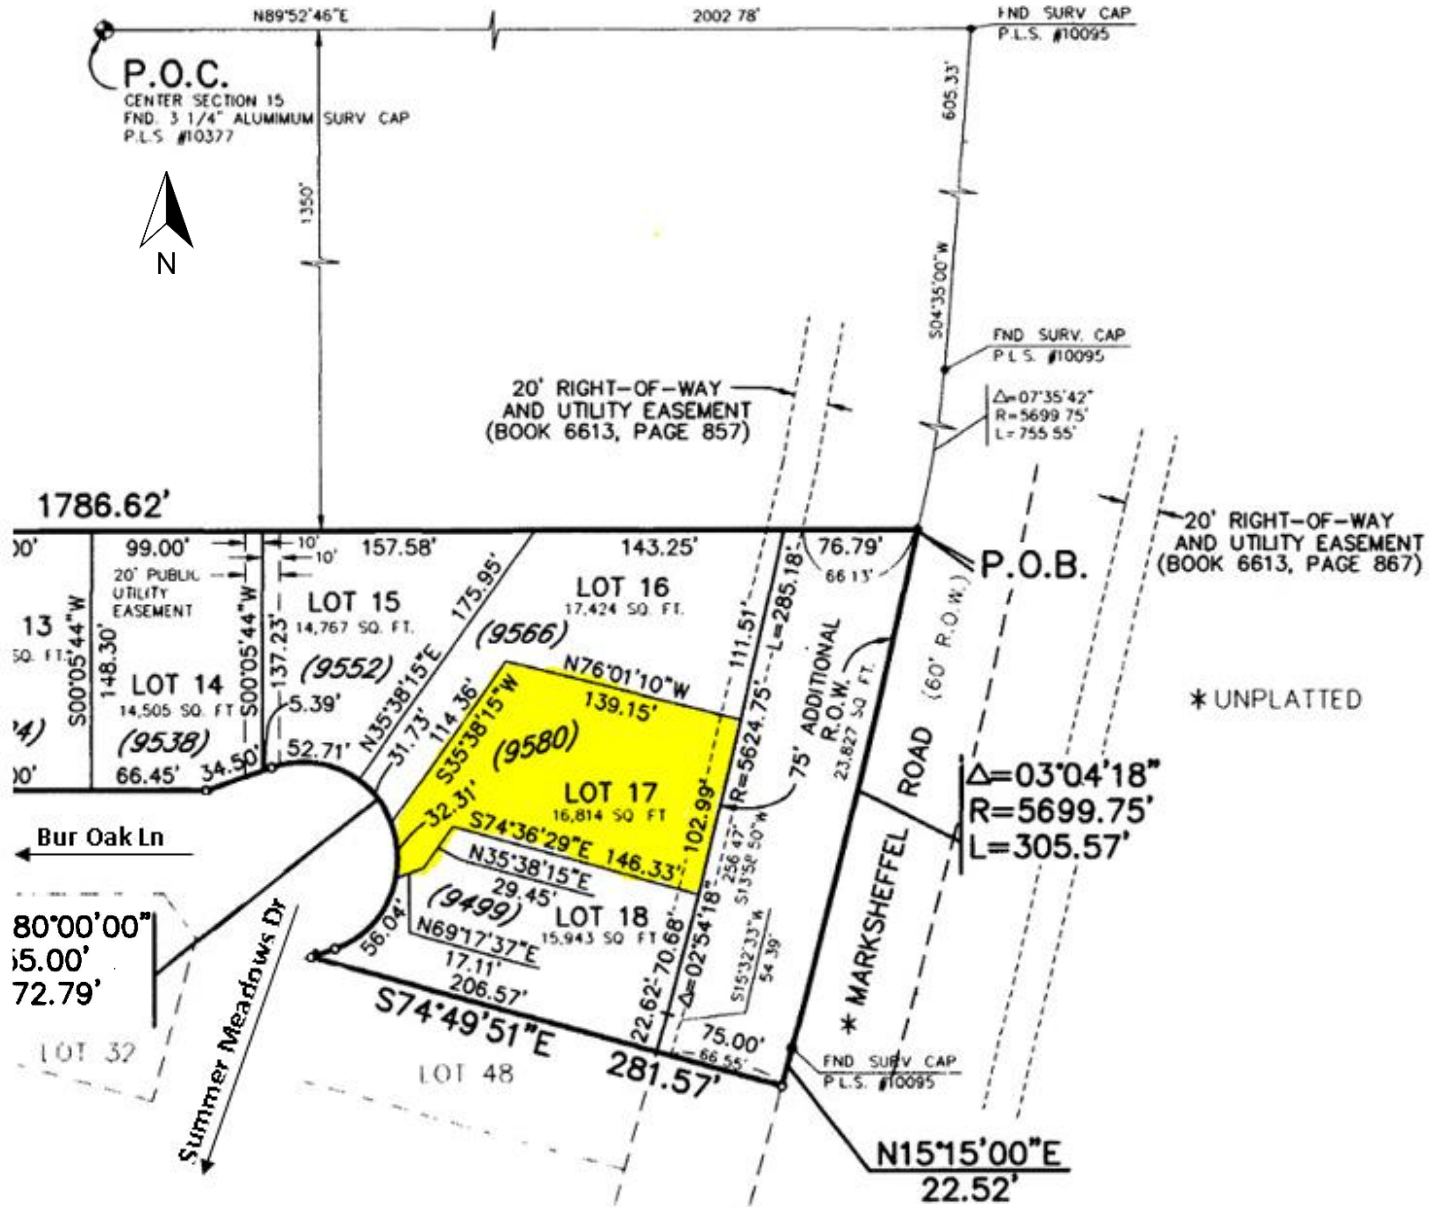 N89°52'46"E
2002 78'
FND SURV CAP
P.L.S. #10095
P.O.C.
CENTER SECTION 15
FND. 3 1/4" ALUMIMUM SURV CAP
P.L.S #10377
N
1350'
605.33'
S04°35'00"W
FND SURV. CAP
P L S. #10095
Δ=07°35'42"
R=5699 75'
L=755 55'
20' RIGHT-OF-WAY
AND UTILITY EASEMENT
(BOOK 6613, PAGE 857)
20' RIGHT-OF-WAY
AND UTILITY EASEMENT
(BOOK 6613, PAGE 867)
1786.62'
P.O.B.
00'
99.00'
10'
10'
157.58'
143.25'
76.79'
66 13'
20' PUBLIC
UTILITY
EASEMENT
13
SQ. FT.
S00°05'44"W
148.30'
LOT 14
14,505 SQ. FT
(9538)
66.45'
34.50'
4)
00'
S00°05'44"W
137.23'
LOT 15
14,767 SQ. FT.
(9552)
5.39'
52.71'
N35°38'15"E
175.95'
31.73'
LOT 16
17,424 SQ. FT.
(9566)
111.51'
L=285.18'
N76°01'10"W
139.15'
114.36'
S35°38'15"W
(9580)
32.31'
LOT 17
16,814 SQ FT
S74°36'29"E 146.33'
102.99'
R=5624.75'
256 47'
S13°58'50"W
75' ADDITIONAL
R.O.W.
23,827 SQ. FT.
ROAD (60' R.O.W.)
* MARKSHEFFEL
* UNPLATTED
Δ=03°04'18"
R=5699.75'
L=305.57'
N35°38'15"E
29.45'
(9499)
LOT 18
15,943 SQ FT
N69°17'37"E
17.11'
56.04'
206.57'
S74°49'51"E
281.57'
22.62'
70.68'
Δ=02°54'18"
S15°32'33"W
54 39'
75.00'
66 55'
FND SURV CAP
P L.S. #10095
N15°15'00"E
22.52'
Bur Oak Ln
Summer Meadows Dr
80°00'00"
55.00'
72.79'
LOT 32
LOT 48